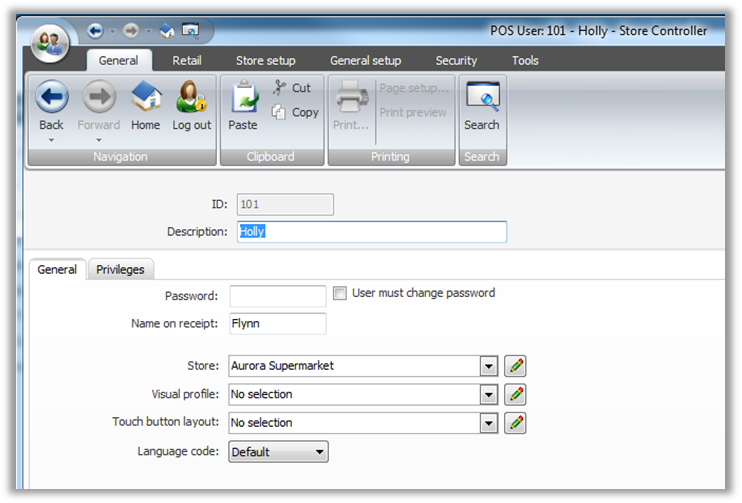 POS User: 101 - Holly - Store Controller
General Retail Store setup General setup Security Tools
Cut
Page setup...
Copy
Print preview
Back Forward Home Log out Paste Print... Search
Navigation Clipboard Printing Search
ID: 101
Description: Holly
General Privileges
Password: User must change password
Name on receipt: Flynn
Store: Aurora Supermarket
Visual profile: No selection
Touch button layout: No selection
Language code: Default